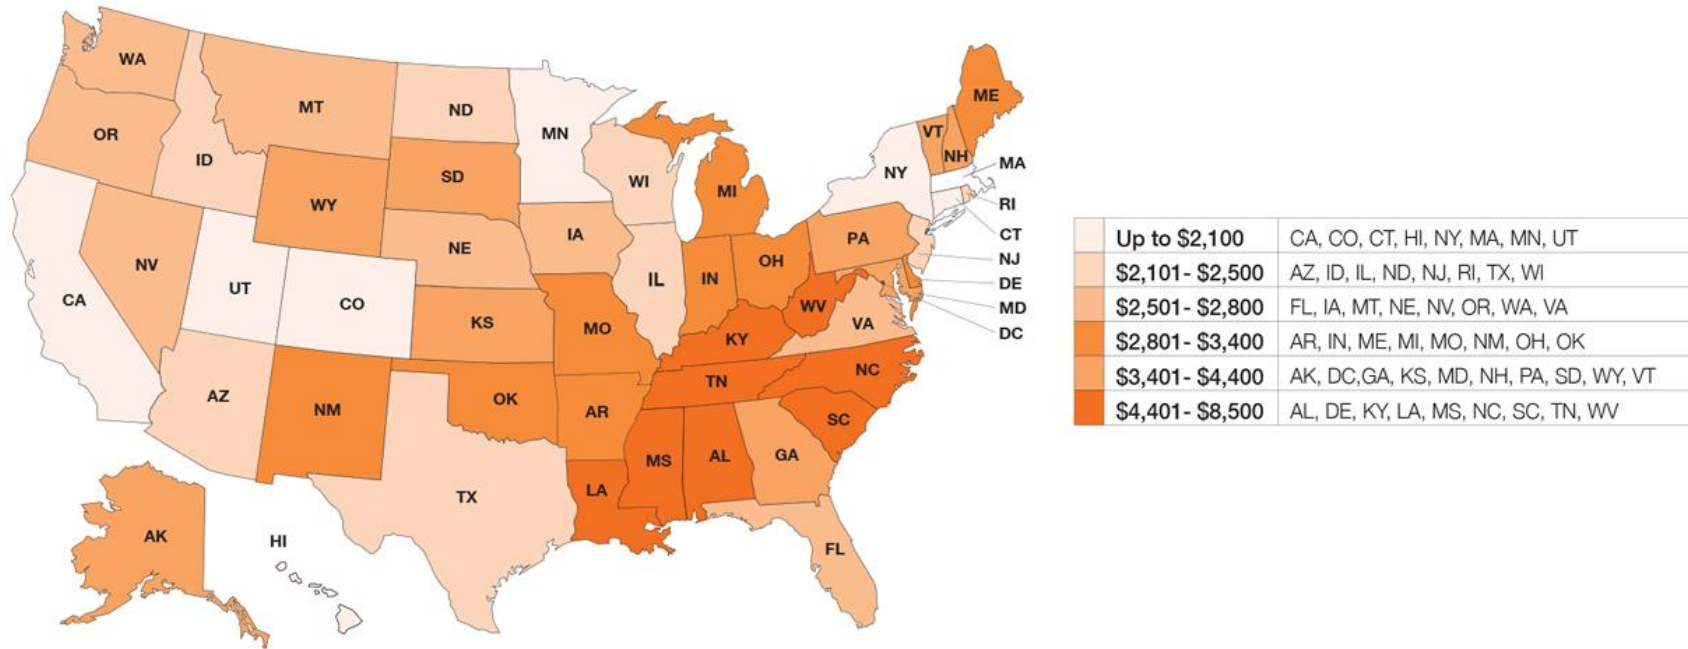 WA
MT
ND
MN
ME
OR
ID
SD
WI
MI
VT
NH
NY
MA
RI
WY
CT
IA
NE
PA
NJ
NV
OH
IN
IL
DE
UT
CO
CA
MD
WV
VA
KS
MO
DC
KY
NC
TN
AZ
OK
NM
AR
SC
MS
AL
GA
LA
TX
AK
HI
FL
Up to $2,100 CA, CO, CT, HI, NY, MA, MN, UT
$2,101- $2,500 AZ, ID, IL, ND, NJ, RI, TX, WI
$2,501- $2,800 FL, IA, MT, NE, NV, OR, WA, VA
$2,801- $3,400 AR, IN, ME, MI, MO, NM, OH, OK
$3,401- $4,400 AK, DC,GA, KS, MD, NH, PA, SD, WY, VT
$4,401- $8,500 AL, DE, KY, LA, MS, NC, SC, TN, WV